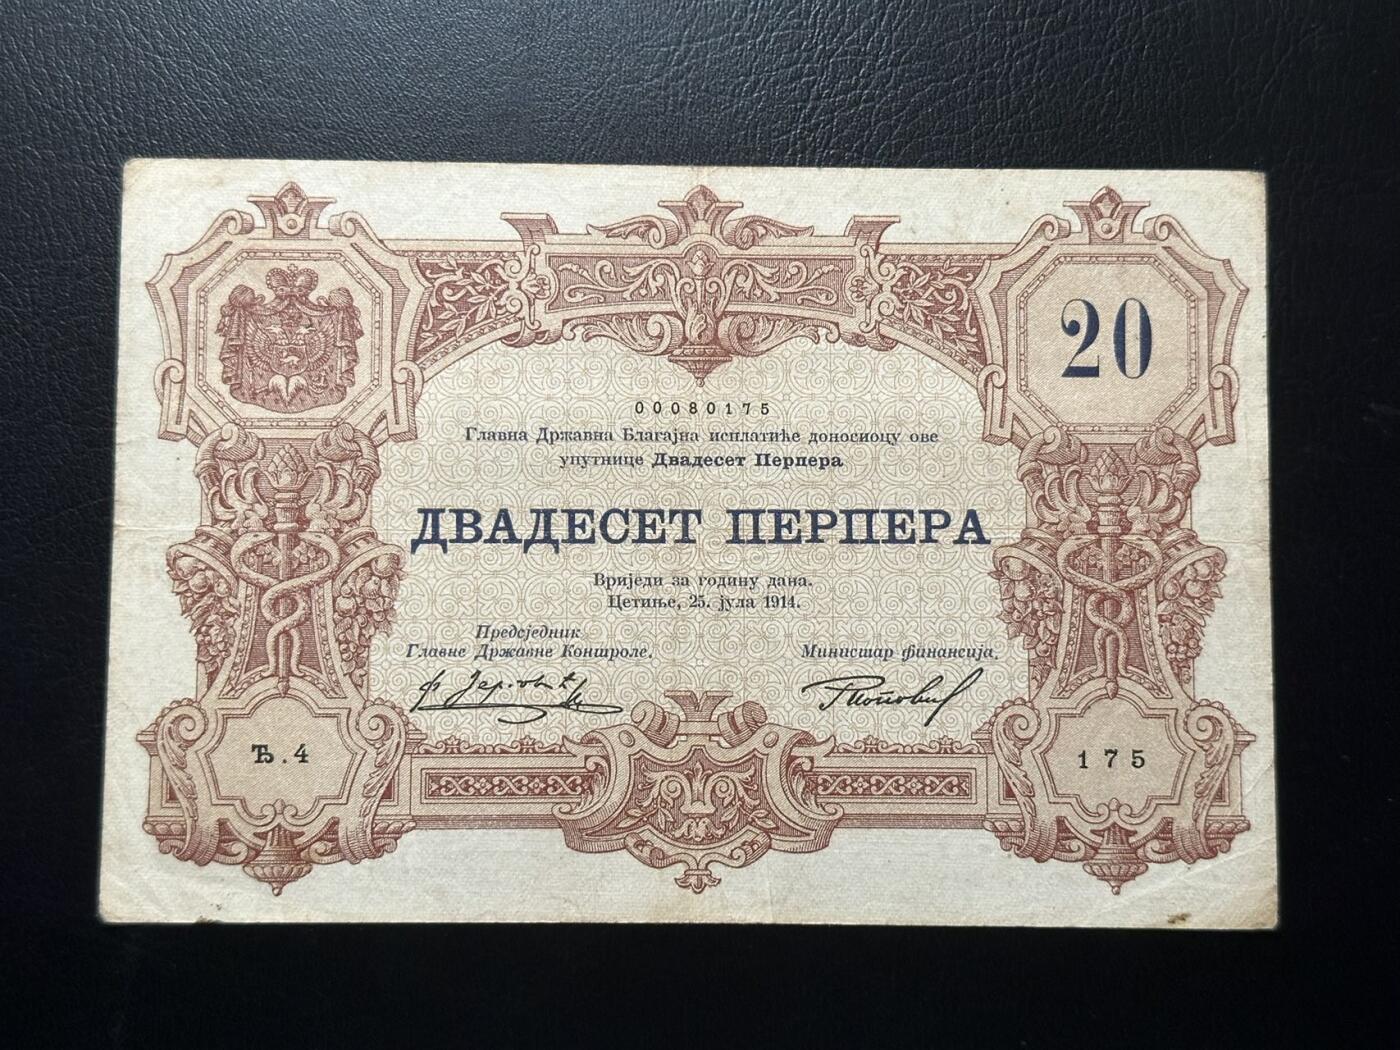 20
00080175
Главна Државна Благајна исплатиће доносиоцу ове
упутнице Двадесет Перпера
ДВАДЕСЕТ ПЕРПЕРА
Вриједи за годину дана.
Цетиње, 25. јула 1914.
Предсједник
Главне Државне Контроле.
Министар финансија.
Ђ.4
175